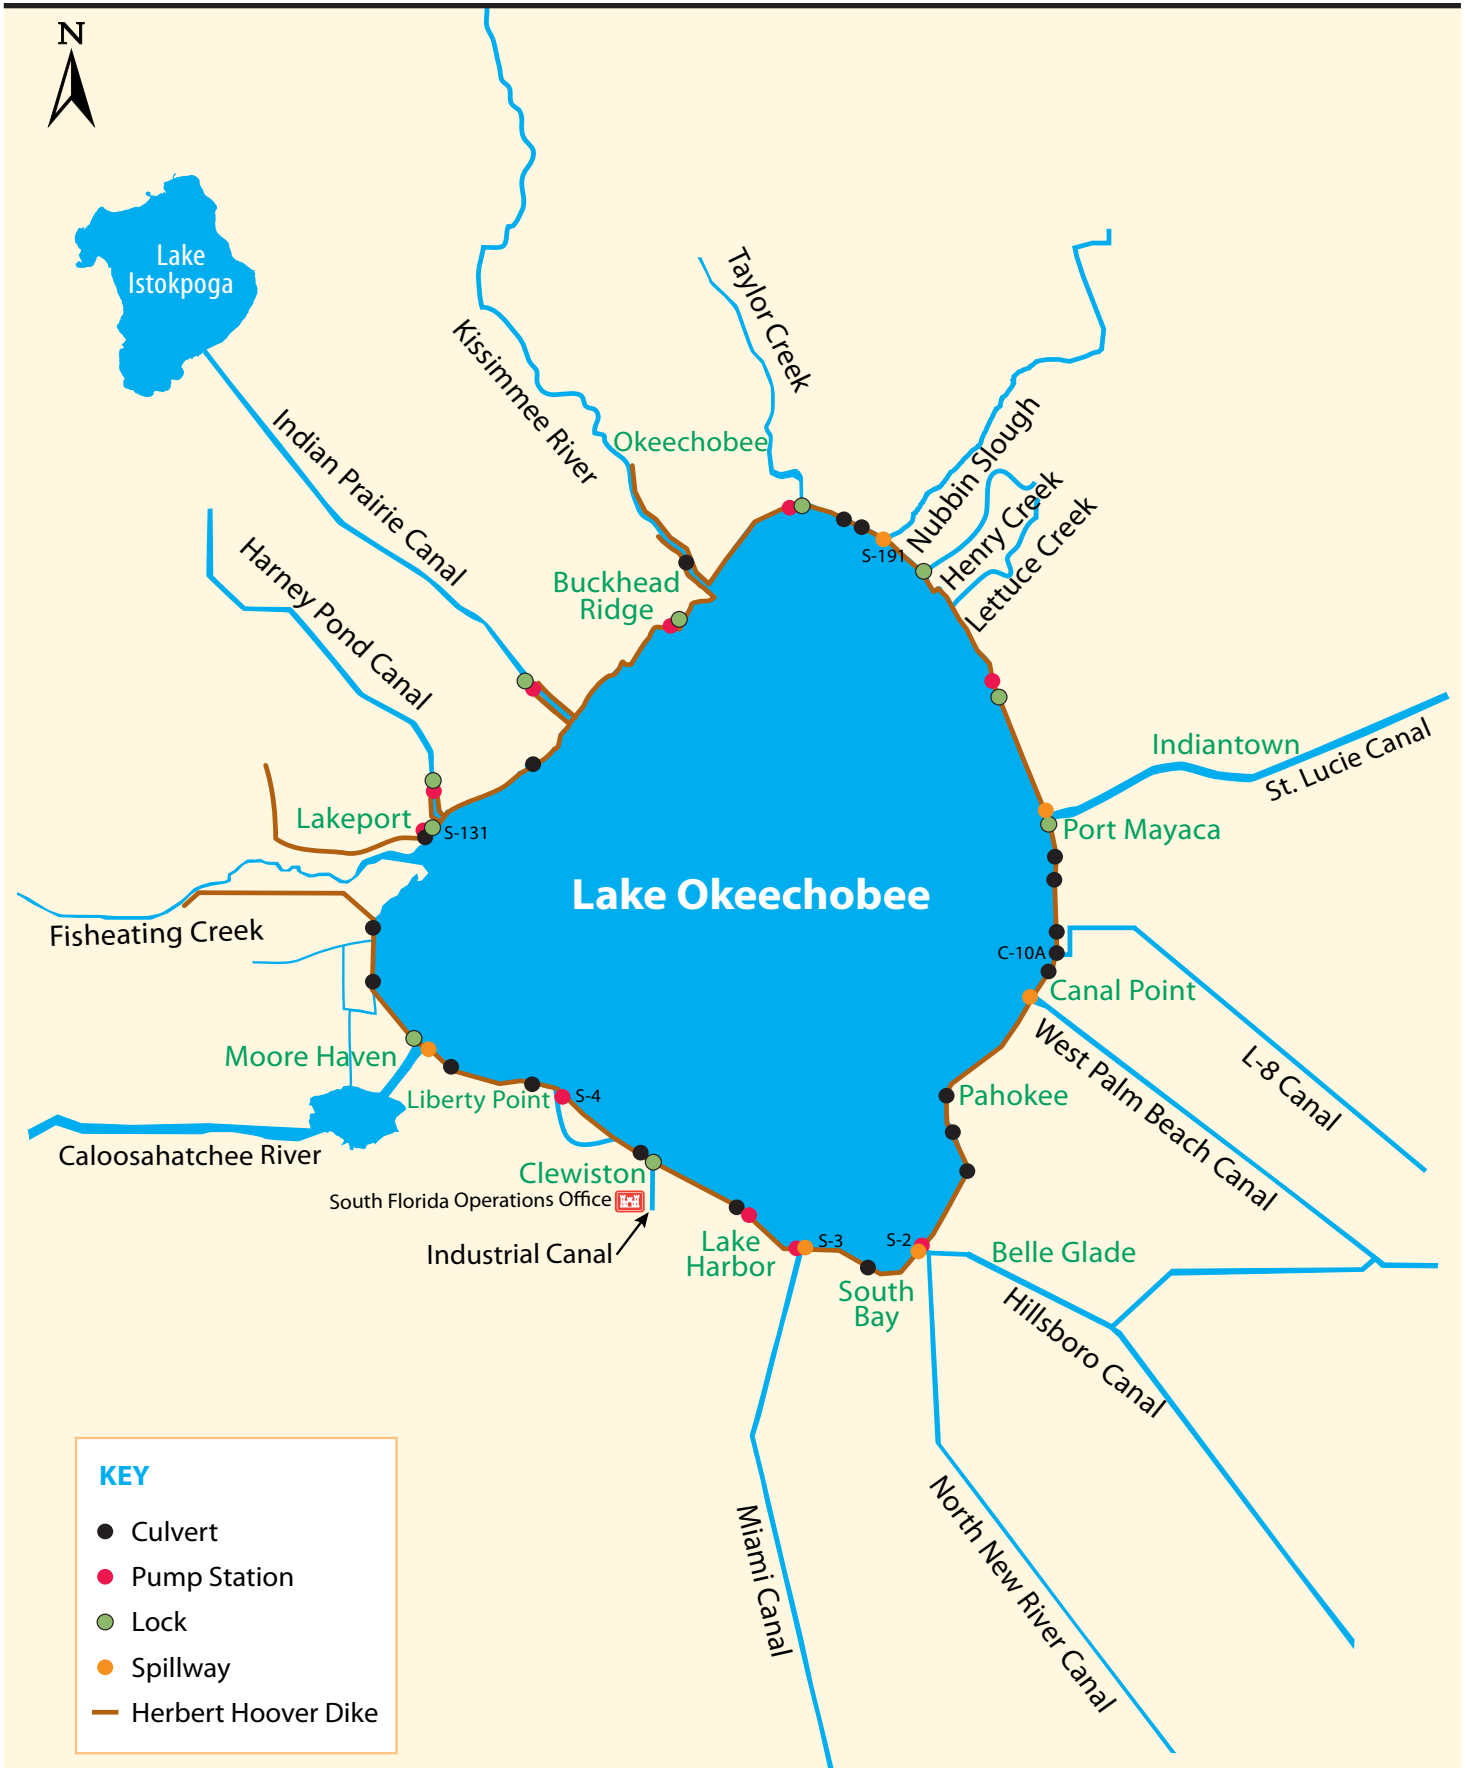 N
Lake
Istokpoga
Kissimmee River
Taylor Creek
Okeechobee
Nubbin Slough
Henry Creek
Lettuce Creek
S-191
Indian Prairie Canal
Harney Pond Canal
Buckhead
Ridge
Indiantown
St. Lucie Canal
Lakeport
S-131
Port Mayaca
Lake Okeechobee
Fisheating Creek
C-10A
Canal Point
L-8 Canal
West Palm Beach Canal
Moore Haven
Liberty Point
S-4
Pahokee
Caloosahatchee River
Clewiston
South Florida Operations Office
Industrial Canal
Lake
Harbor
S-3
S-2
Belle Glade
South
Bay
Hillsboro Canal
Miami Canal
North New River Canal
KEY
Culvert
Pump Station
Lock
Spillway
Herbert Hoover Dike